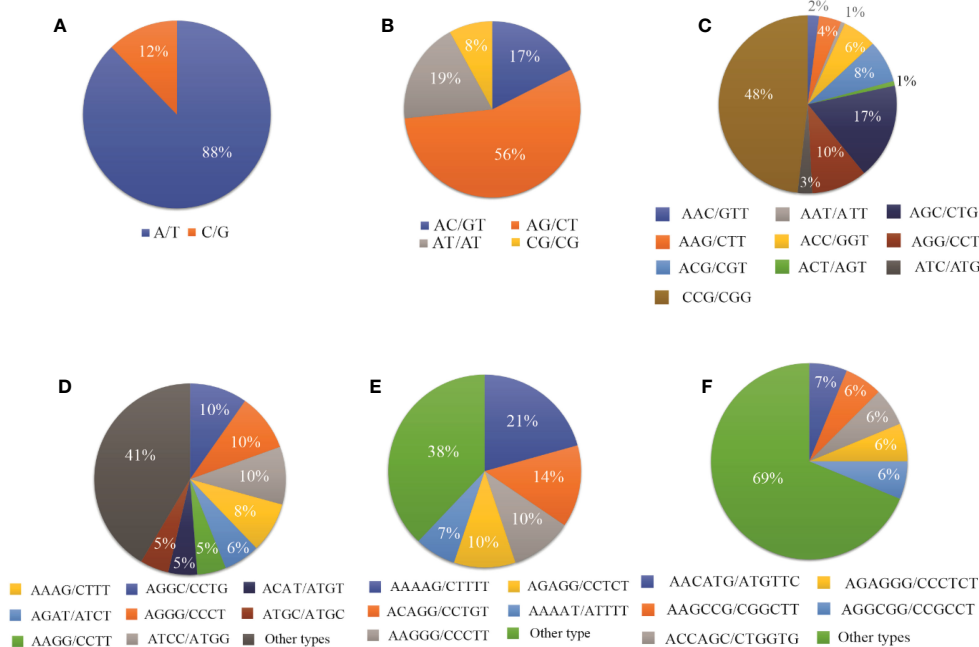 A
12%
88%
A/T C/G
B
8%
17%
19%
56%
AC/GT AG/CT
AT/AT CG/CG
C
2%
4%
1%
6%
8%
1%
17%
10%
3%
48%
AAC/GTT AAT/ATT AGC/CTG
AAG/CTT ACC/GGT AGG/CCT
ACG/CGT ACT/AGT ATC/ATG
CCG/CGG
D
10%
10%
10%
8%
6%
5%
5%
5%
41%
AAAG/CTTT AGGC/CCTG ACAT/ATGT
AGAT/ATCT AGGG/CCCT ATGC/ATGC
AAGG/CCTT ATCC/ATGG Other types
E
21%
14%
10%
10%
7%
38%
AAAAG/CTTTT AGAGG/CCTCT
ACAGG/CCTGT AAAAT/ATTTT
AAGGG/CCCTT Other type
F
7%
6%
6%
6%
6%
69%
AACATG/ATGTTC AGAGGG/CCCTCT
AAGCCG/CGGCTT AGGCGG/CCGCCT
ACCAGC/CTGGTG Other types